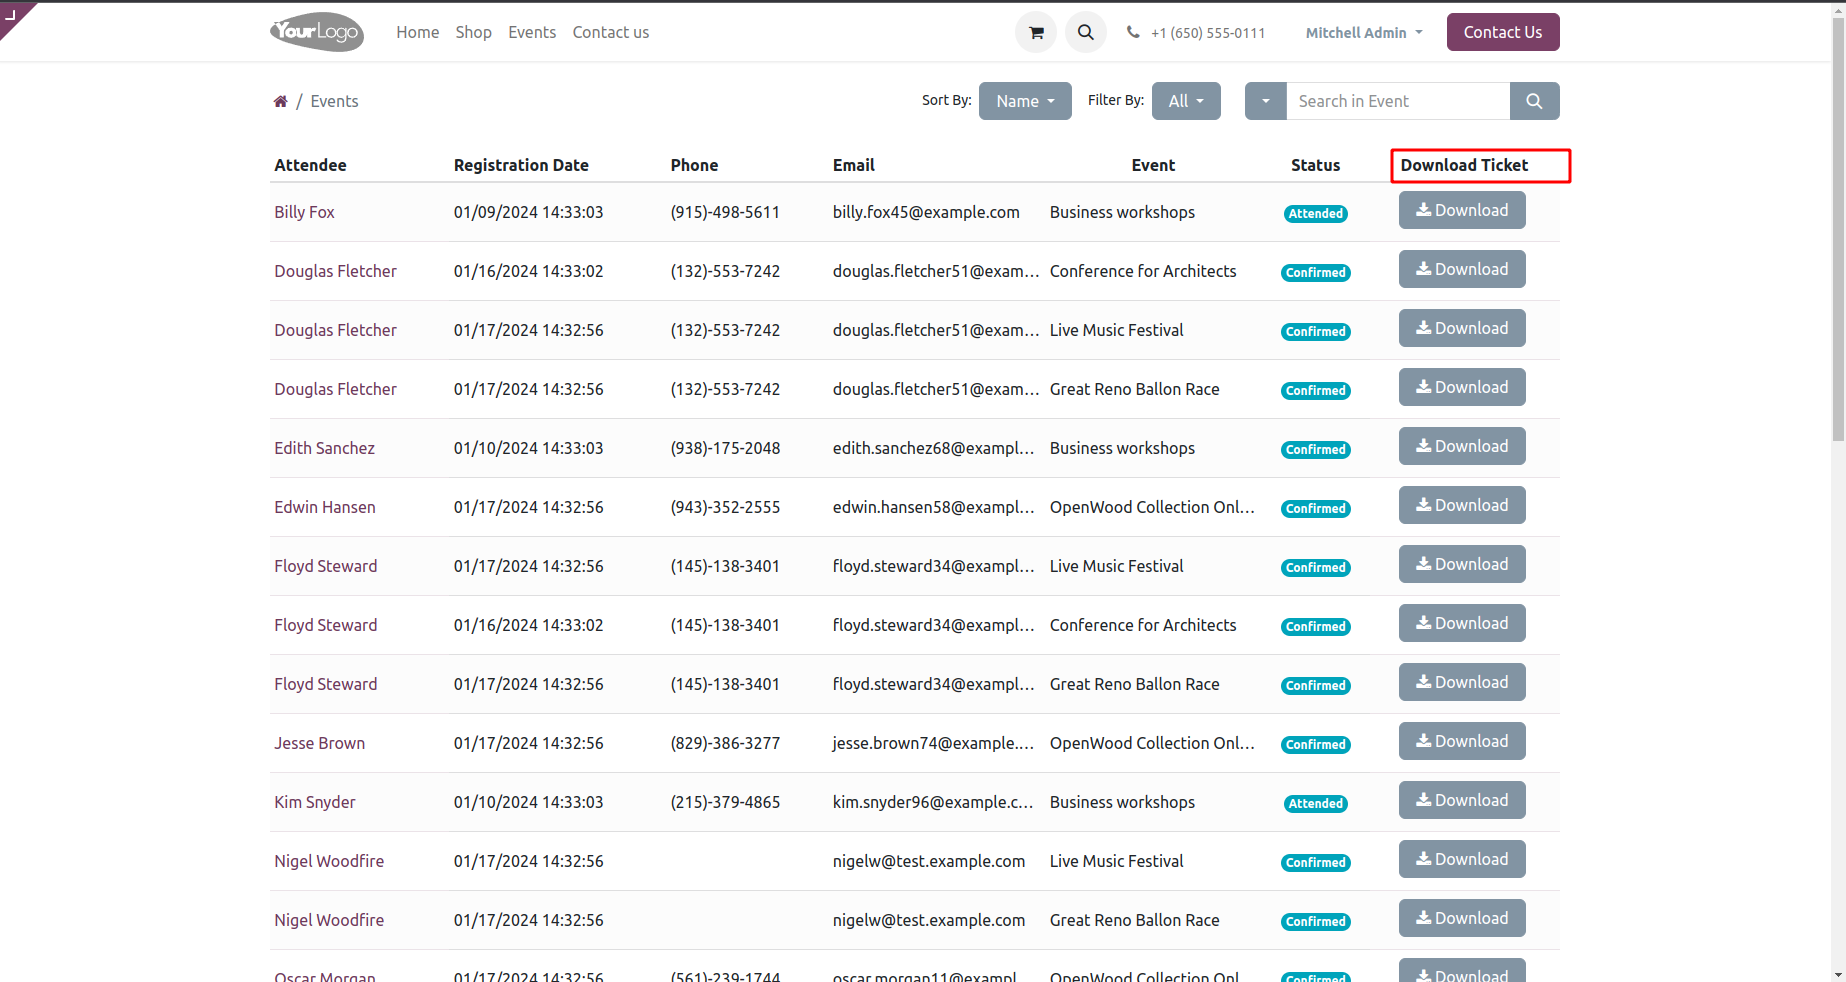 YourLogo Home Shop Events Contact us +1 (650) 555-0111 Mitchell Admin Contact Us
/ Events Sort By: Name Filter By: All Search in Event
Attendee Registration Date Phone Email Event Status Download Ticket
Billy Fox 01/09/2024 14:33:03 (915)-498-5611 billy.fox45@example.com Business workshops Attended Download
Douglas Fletcher 01/16/2024 14:33:02 (132)-553-7242 douglas.fletcher51@exam... Conference for Architects Confirmed Download
Douglas Fletcher 01/17/2024 14:32:56 (132)-553-7242 douglas.fletcher51@exam... Live Music Festival Confirmed Download
Douglas Fletcher 01/17/2024 14:32:56 (132)-553-7242 douglas.fletcher51@exam... Great Reno Ballon Race Confirmed Download
Edith Sanchez 01/10/2024 14:33:03 (938)-175-2048 edith.sanchez68@exampl... Business workshops Confirmed Download
Edwin Hansen 01/17/2024 14:32:56 (943)-352-2555 edwin.hansen58@exampl... OpenWood Collection Onl... Confirmed Download
Floyd Steward 01/17/2024 14:32:56 (145)-138-3401 floyd.steward34@exampl... Live Music Festival Confirmed Download
Floyd Steward 01/16/2024 14:33:02 (145)-138-3401 floyd.steward34@exampl... Conference for Architects Confirmed Download
Floyd Steward 01/17/2024 14:32:56 (145)-138-3401 floyd.steward34@exampl... Great Reno Ballon Race Confirmed Download
Jesse Brown 01/17/2024 14:32:56 (829)-386-3277 jesse.brown74@example.... OpenWood Collection Onl... Confirmed Download
Kim Snyder 01/10/2024 14:33:03 (215)-379-4865 kim.snyder96@example.c... Business workshops Attended Download
Nigel Woodfire 01/17/2024 14:32:56 nigelw@test.example.com Live Music Festival Confirmed Download
Nigel Woodfire 01/17/2024 14:32:56 nigelw@test.example.com Great Reno Ballon Race Confirmed Download
Oscar Morgan 01/17/2024 14:32:56 (561)-239-1744 oscar.morgan11@exampl... OpenWood Collection Onl... Confirmed Download